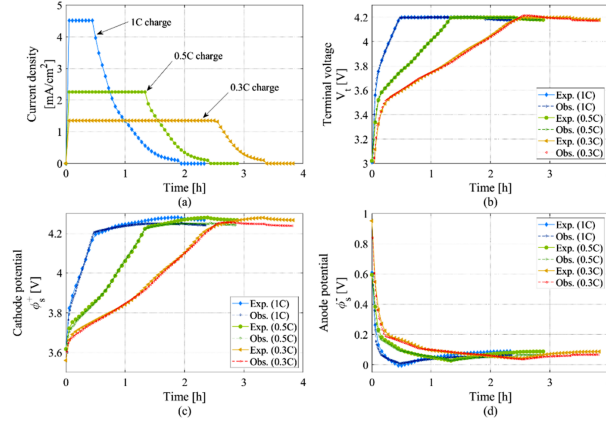 5
4
3
2
1
0
Current density
[mA/cm²]
1C charge
0.5C charge
0.3C charge
0 1 2 3 4
Time [h]
(a)
4.2
4
3.8
3.6
3.4
3.2
3
Terminal voltage
Vt [V]
Exp. (1C)
Obs. (1C)
Exp. (0.5C)
Obs. (0.5C)
Exp. (0.3C)
Obs. (0.3C)
0 1 2 3
Time [h]
(b)
4.2
4
3.8
3.6
Cathode potential
ϕs+ [V]
Exp. (1C)
Obs. (1C)
Exp. (0.5C)
Obs. (0.5C)
Exp. (0.3C)
Obs. (0.3C)
0 1 2 3 4
Time [h]
(c)
1
0.8
0.6
0.4
0.2
0
Anode potential
ϕs- [V]
Exp. (1C)
Obs. (1C)
Exp. (0.5C)
Obs. (0.5C)
Exp. (0.3C)
Obs. (0.3C)
0 1 2 3
Time [h]
(d)